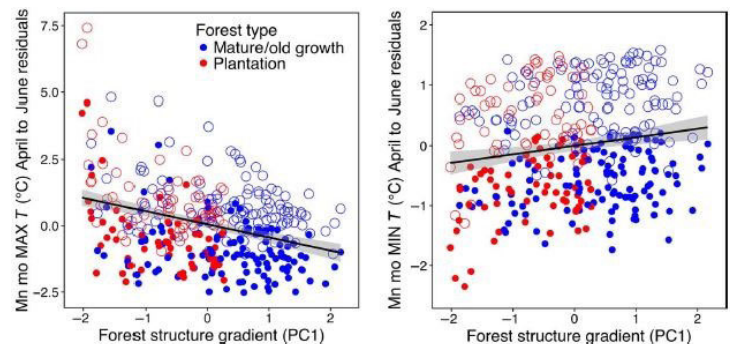 Mn mo MAX T (°C) April to June residuals
7.5
5.0
2.5
0.0
−2.5
Forest type
Mature/old growth
Plantation
−2
−1
0
1
2
Forest structure gradient (PC1)
Mn mo MIN T (°C) April to June residuals
2
1
0
−1
−2
−2
−1
0
1
2
Forest structure gradient (PC1)